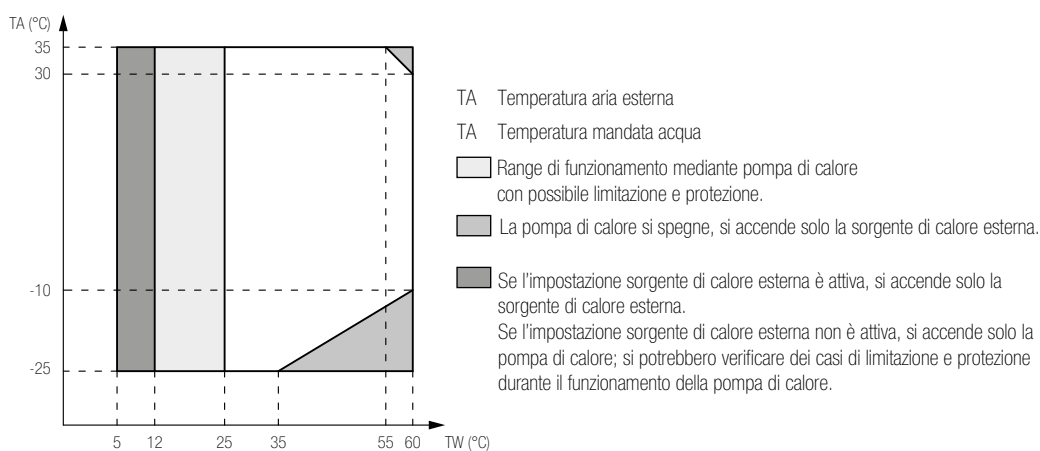 TA (°C)
35
30
-10
-25
5 12 25 35 55 60 TW (°C)
TA Temperatura aria esterna
TA Temperatura mandata acqua
Range di funzionamento mediante pompa di calore
con possibile limitazione e protezione.
La pompa di calore si spegne, si accende solo la sorgente di calore esterna.
Se l'impostazione sorgente di calore esterna è attiva, si accende solo la
sorgente di calore esterna.
Se l'impostazione sorgente di calore esterna non è attiva, si accende solo la
pompa di calore; si potrebbero verificare dei casi di limitazione e protezione
durante il funzionamento della pompa di calore.